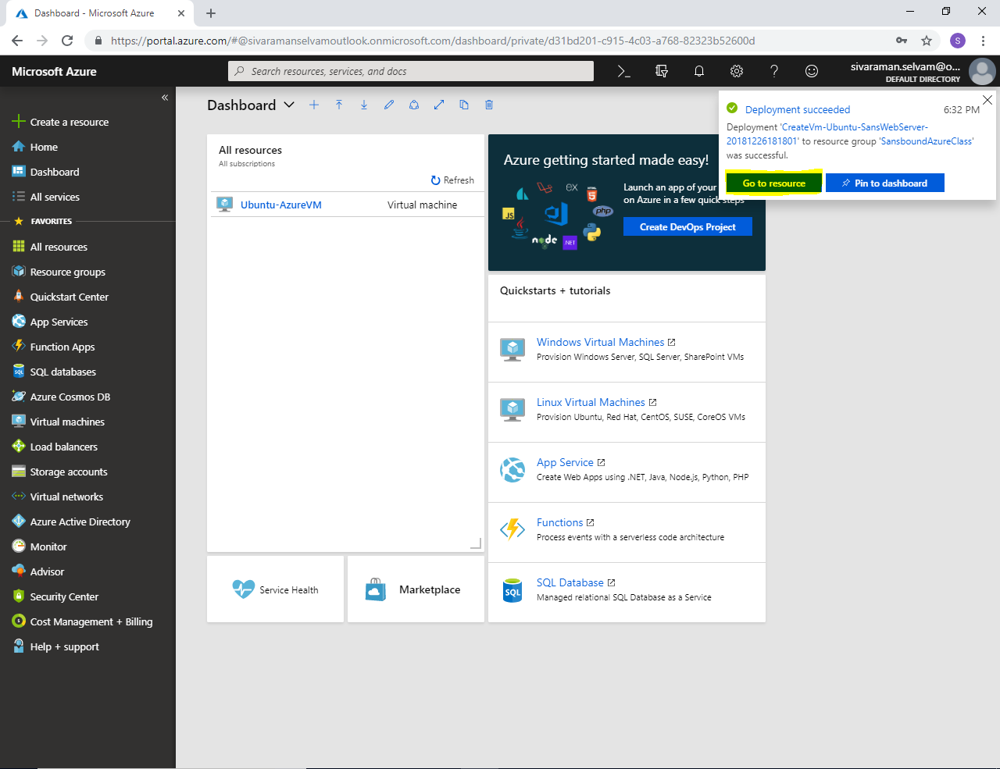 Dashboard - Microsoft Azure
https://portal.azure.com/#@sivaramanselvamoutlook.onmicrosoft.com/dashboard/private/d31bd201-c915-4c03-a768-82323b52600d
S
Microsoft Azure
Search resources, services, and docs
sivaraman.selvam@o...
DEFAULT DIRECTORY
Create a resource
Home
Dashboard
All services
FAVORITES
All resources
Resource groups
Quickstart Center
App Services
Function Apps
SQL databases
Azure Cosmos DB
Virtual machines
Load balancers
Storage accounts
Virtual networks
Azure Active Directory
Monitor
Advisor
Security Center
Cost Management + Billing
Help + support
Dashboard
All resources
All subscriptions
Refresh
Ubuntu-AzureVM Virtual machine
Service Health
Marketplace
Azure getting started made easy!
EX
HTML
JS
php
node
.NET
Launch an app of your
on Azure in a few quick steps
Create DevOps Project
Deployment succeeded 6:32 PM
Deployment 'CreateVm-Ubuntu-SansWebServer-
20181226181801' to resource group 'SansboundAzureClass'
was successful.
Go to resource
Pin to dashboard
Quickstarts + tutorials
Windows Virtual Machines
Provision Windows Server, SQL Server, SharePoint VMs
Linux Virtual Machines
Provision Ubuntu, Red Hat, CentOS, SUSE, CoreOS VMs
App Service
Create Web Apps using .NET, Java, Node.js, Python, PHP
Functions
Process events with a serverless code architecture
SQL
SQL Database
Managed relational SQL Database as a Service